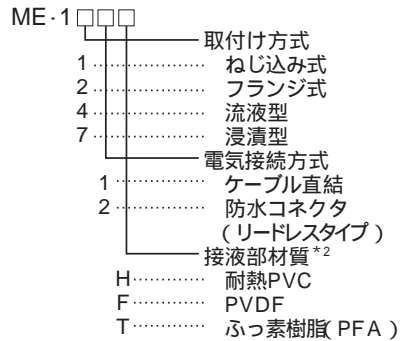 ME·1□□□
取付け方式
1 ………… ねじ込み式
2 ………… フランジ式
4 ………… 流液型
7 ………… 浸漬型
電気接続方式
1 ………… ケーブル直結
2 ………… 防水コネクタ
(リードレスタイプ)
接液部材質*2
H ………… 耐熱PVC
F ………… PVDF
T ………… ふっ素樹脂(PFA)